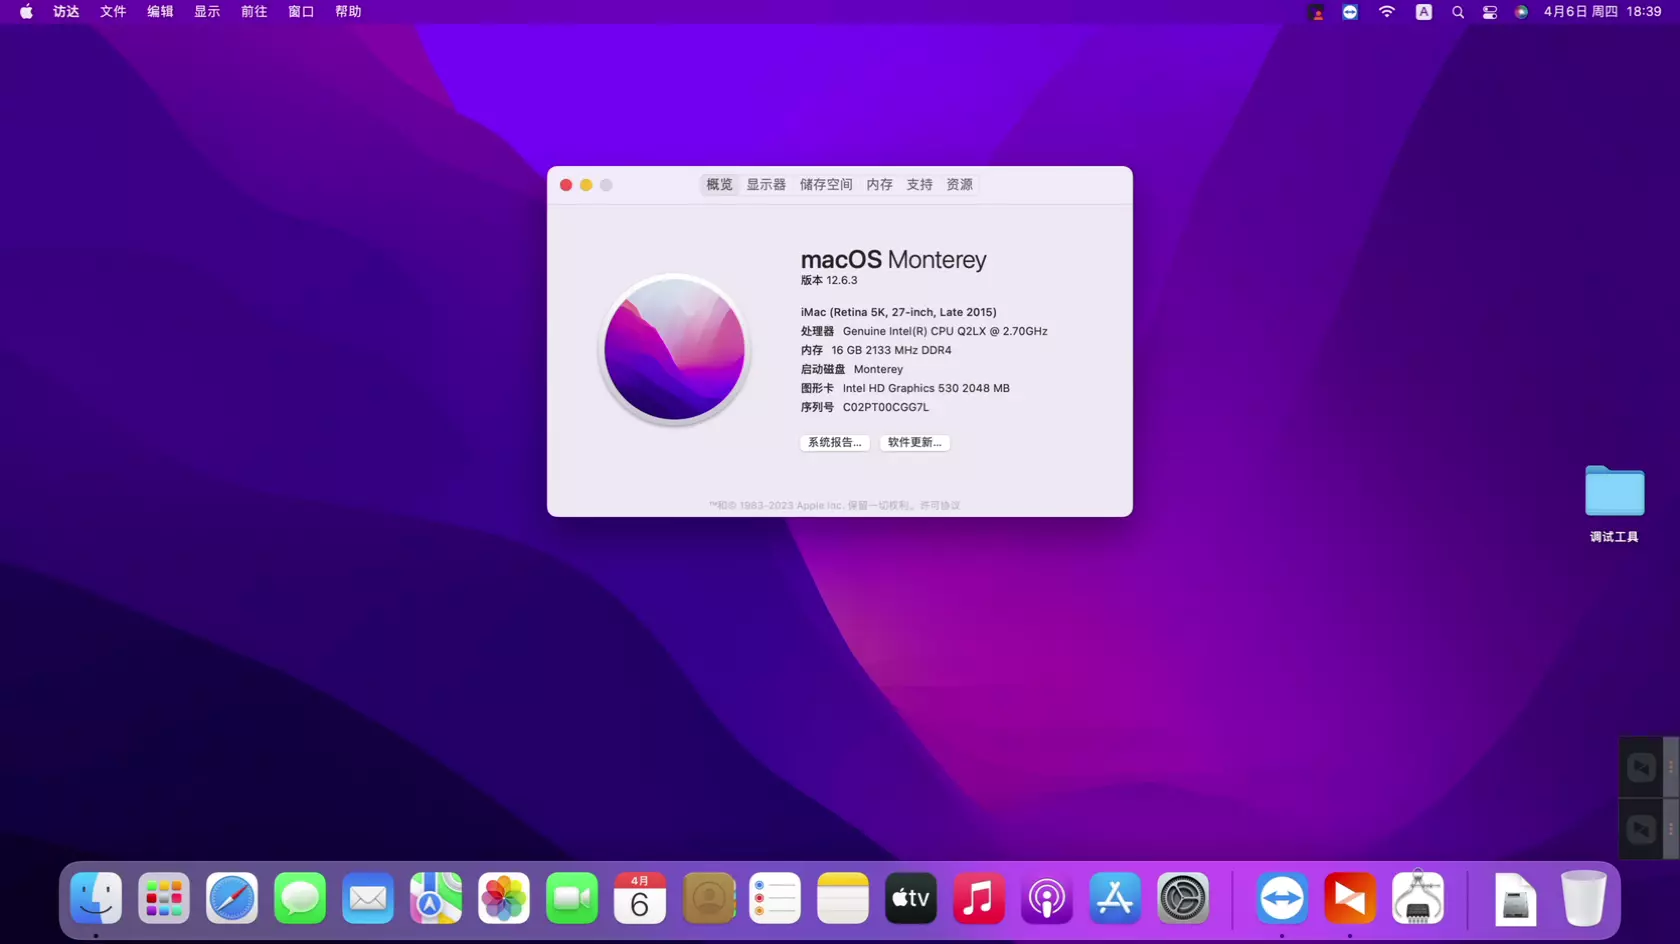 访达 文件 编辑 显示 前往 窗口 帮助 A 4月6日 周四 18:39
概览 显示器 储存空间 内存 支持 资源
macOS Monterey
版本 12.6.3
iMac (Retina 5K, 27-inch, Late 2015)
处理器 Genuine Intel(R) CPU Q2LX @ 2.70GHz
内存 16 GB 2133 MHz DDR4
启动磁盘 Monterey
图形卡 Intel HD Graphics 530 2048 MB
序列号 C02PT00CGG7L
系统报告... 软件更新...
™和© 1983-2023 Apple Inc. 保留一切权利。许可协议
调试工具
4月
6
tv